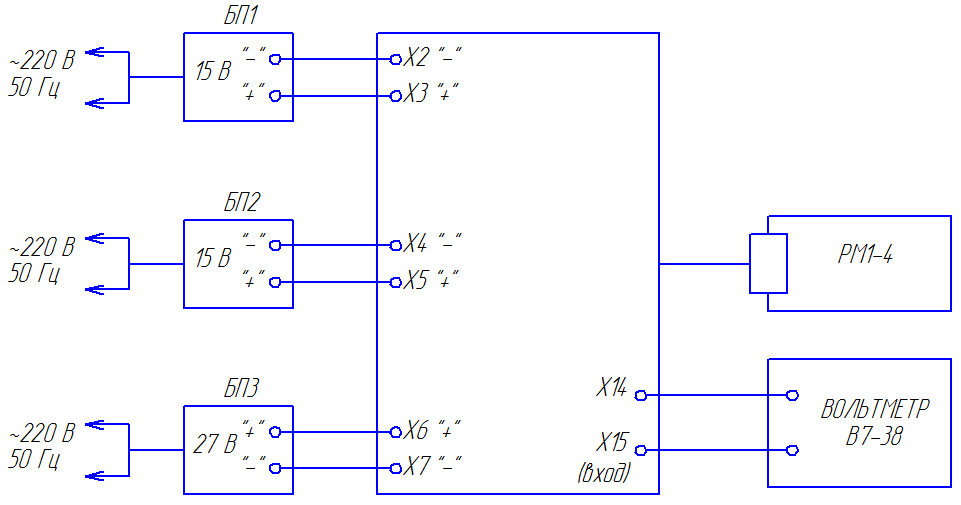 БП1
~220 В
50 Гц
15 В
"-"
"+"
X2 "-"
X3 "+"
БП2
~220 В
50 Гц
15 В
"-"
"+"
X4 "-"
X5 "+"
РМ1-4
БП3
~220 В
50 Гц
27 В
"+"
"-"
X6 "+"
X7 "-"
X14
X15
(вход)
ВОЛЬТМЕТР
В7-38